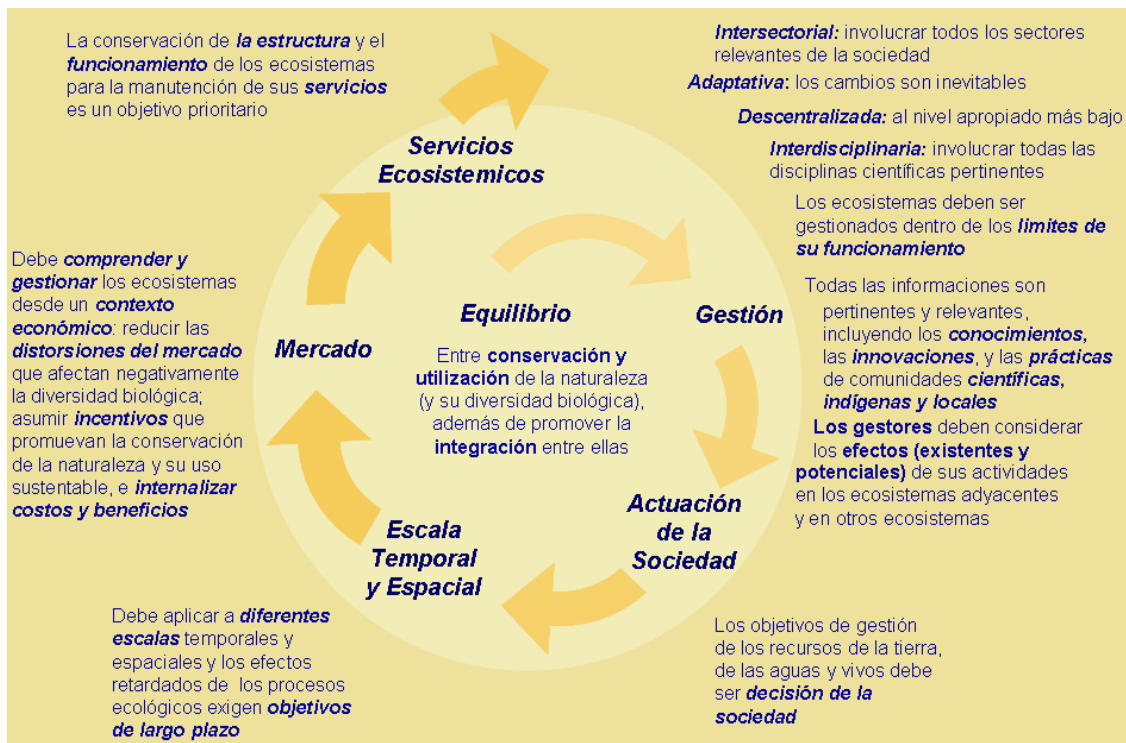 La conservación de la estructura y el
funcionamiento de los ecosistemas
para la manutención de sus servicios
es un objetivo prioritario
Intersectorial: involucrar todos los sectores
relevantes de la sociedad
Adaptativa: los cambios son inevitables
Descentralizada: al nivel apropiado más bajo
Interdisciplinaria: involucrar todas las
disciplinas científicas pertinentes
Los ecosistemas deben ser
gestionados dentro de los limites de
su funcionamiento
Todas las informaciones son
pertinentes y relevantes,
incluyendo los conocimientos,
las innovaciones, y las prácticas
de comunidades científicas,
indígenas y locales
Los gestores deben considerar
los efectos (existentes y
potenciales) de sus actividades
en los ecosistemas adyacentes
y en otros ecosistemas
Servicios
Ecosistemicos
Equilibrio
Entre conservación y
utilización de la naturaleza
(y su diversidad biológica),
además de promover la
integración entre ellas
Gestión
Mercado
Debe comprender y
gestionar los ecosistemas
desde un contexto
económico: reducir las
distorsiones del mercado
que afectan negativamente
la diversidad biológica;
asumir incentivos que
promuevan la conservación
de la naturaleza y su uso
sustentable, e internalizar
costos y beneficios
Actuación
de la
Sociedad
Escala
Temporal
y Espacial
Debe aplicar a diferentes
escalas temporales y
espaciales y los efectos
retardados de los procesos
ecológicos exigen objetivos
de largo plazo
Los objetivos de gestión
de los recursos de la tierra,
de las aguas y vivos debe
ser decisión de la
sociedad